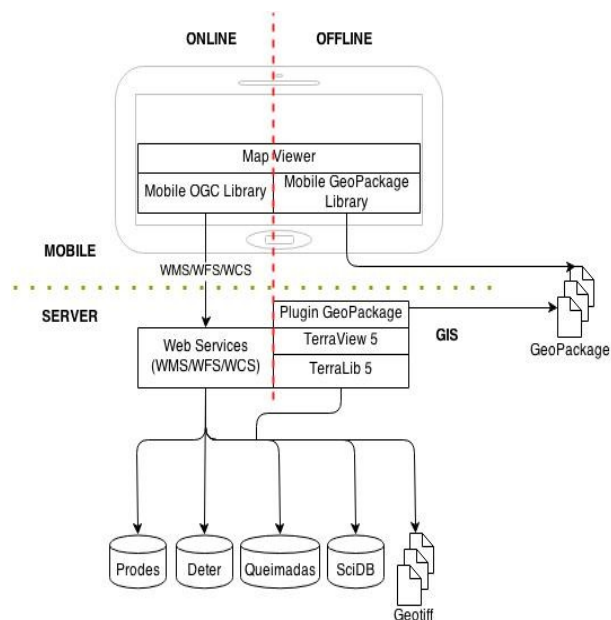 ONLINE
OFFLINE
Map Viewer
Mobile OGC Library
Mobile GeoPackage
Library
MOBILE
WMS/WFS/WCS
SERVER
Plugin GeoPackage
GIS
GeoPackage
Web Services
(WMS/WFS/WCS)
TerraView 5
TerraLib 5
Prodes
Deter
Queimadas
SciDB
Geotiff